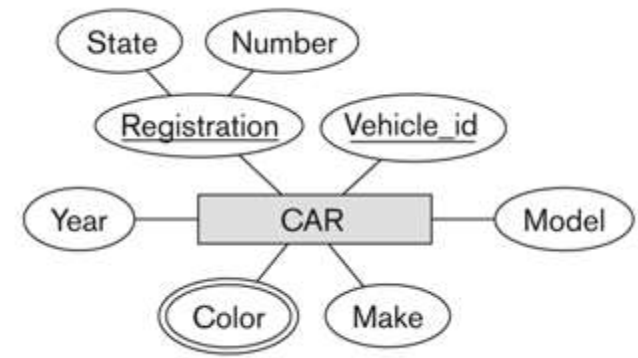 State
Number
Registration
Vehicle_id
Year
CAR
Model
Color
Make